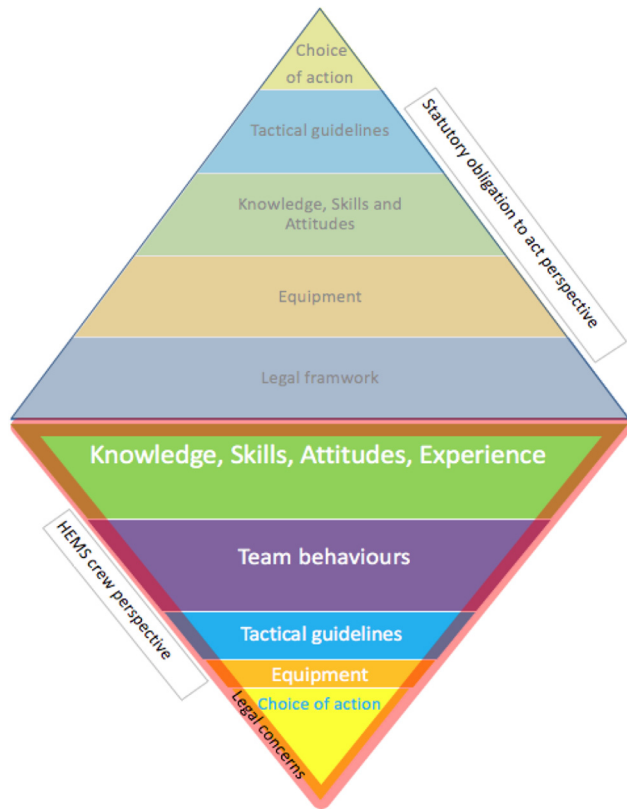 Choice
of action
Tactical guidelines
Statutory obligation to act perspective
Knowledge, Skills and
Attitudes
Equipment
Legal framwork
Knowledge, Skills, Attitudes, Experience
HEMS crew perspective
Team behaviours
Tactical guidelines
Equipment
Legal concerns
Choice of action